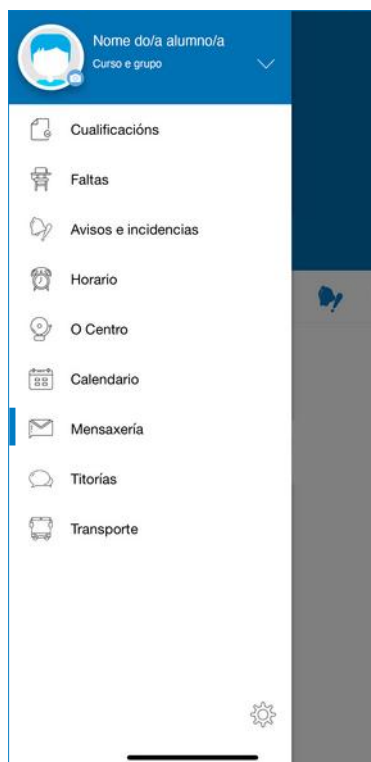 Nome do/a alumno/a
Curso e grupo
Cualificacións
Faltas
Avisos e incidencias
Horario
O Centro
Calendario
Mensaxería
Titorías
Transporte